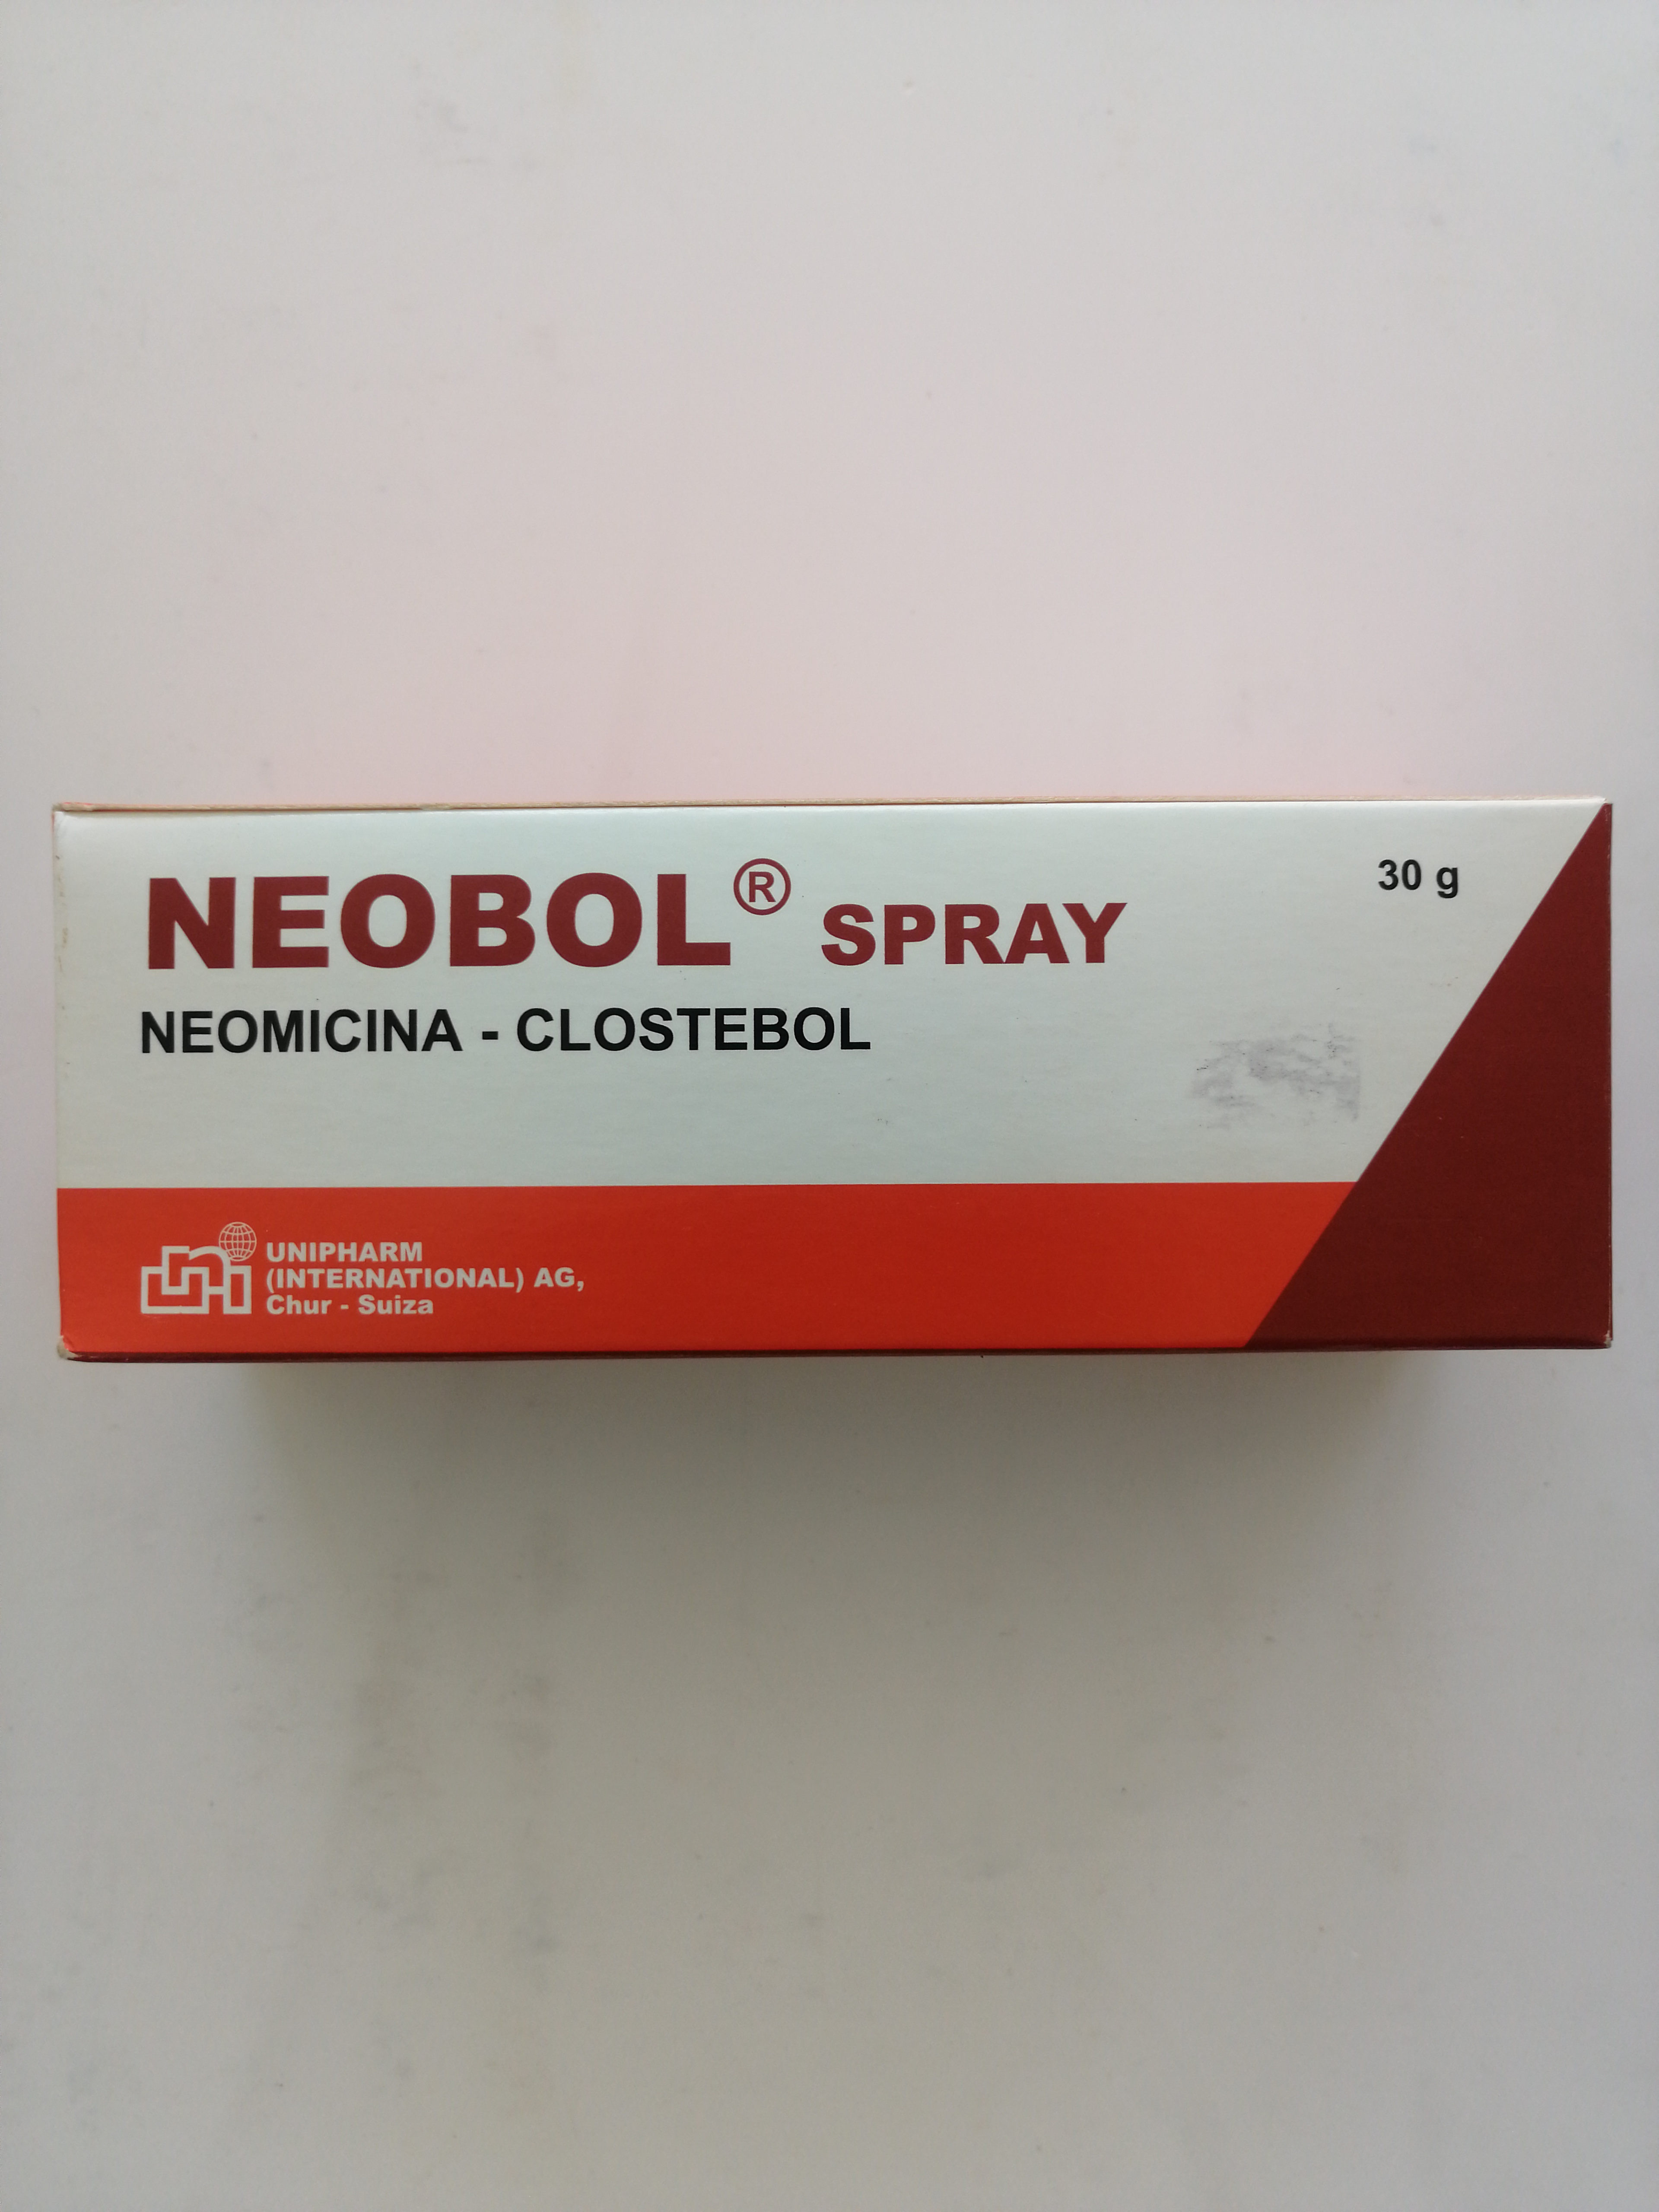 NEOBOL® SPRAY
30 g
NEOMICINA - CLOSTEBOL
UNIPHARM
(INTERNATIONAL) AG,
Chur - Suiza